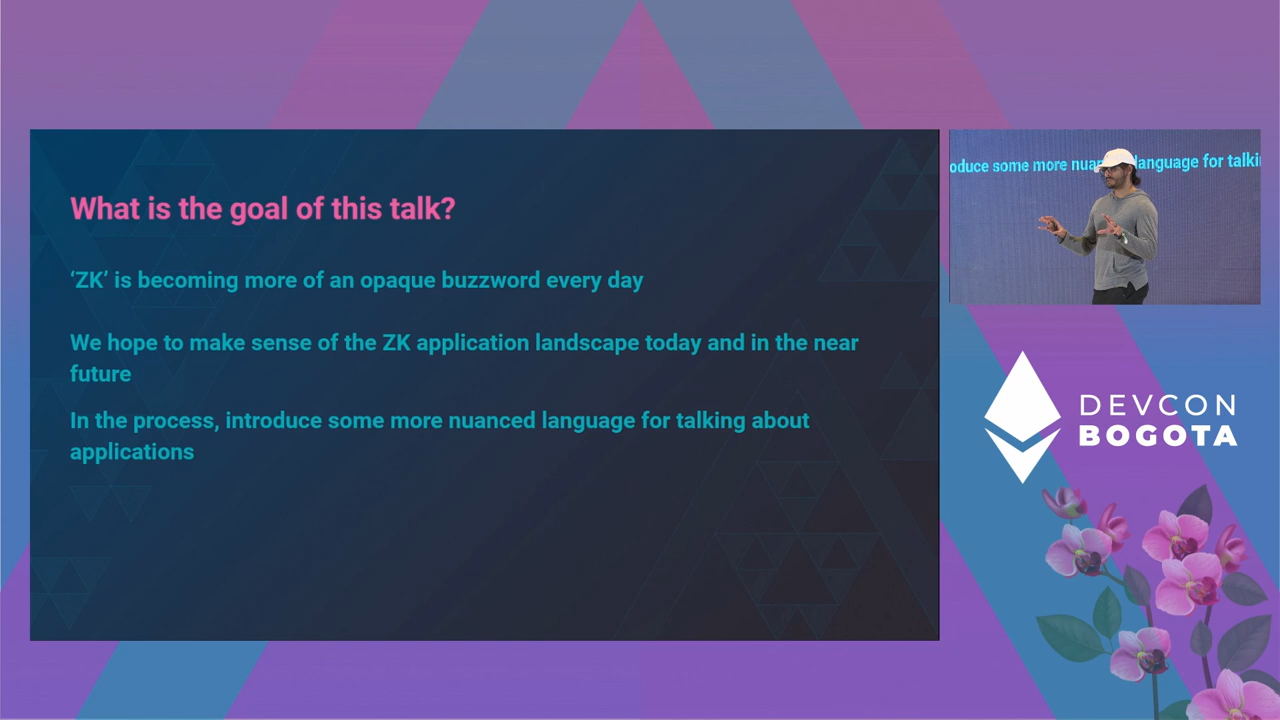 What is the goal of this talk?
‘ZK’ is becoming more of an opaque buzzword every day
We hope to make sense of the ZK application landscape today and in the near
future
In the process, introduce some more nuanced language for talking about
applications
oduce some more nuan language for talki
DEVCON
BOGOTA